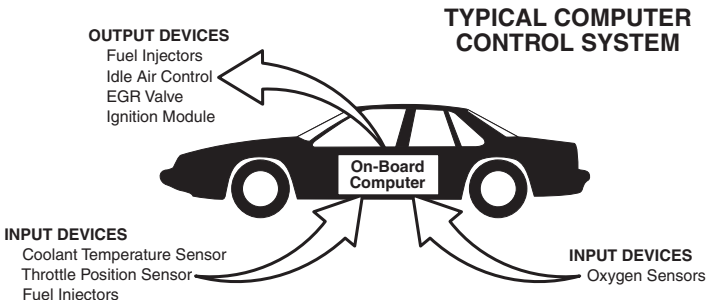 TYPICAL COMPUTER
CONTROL SYSTEM
OUTPUT DEVICES
Fuel Injectors
Idle Air Control
EGR Valve
Ignition Module
On-Board
Computer
INPUT DEVICES
Coolant Temperature Sensor
Throttle Position Sensor
Fuel Injectors
INPUT DEVICES
Oxygen Sensors